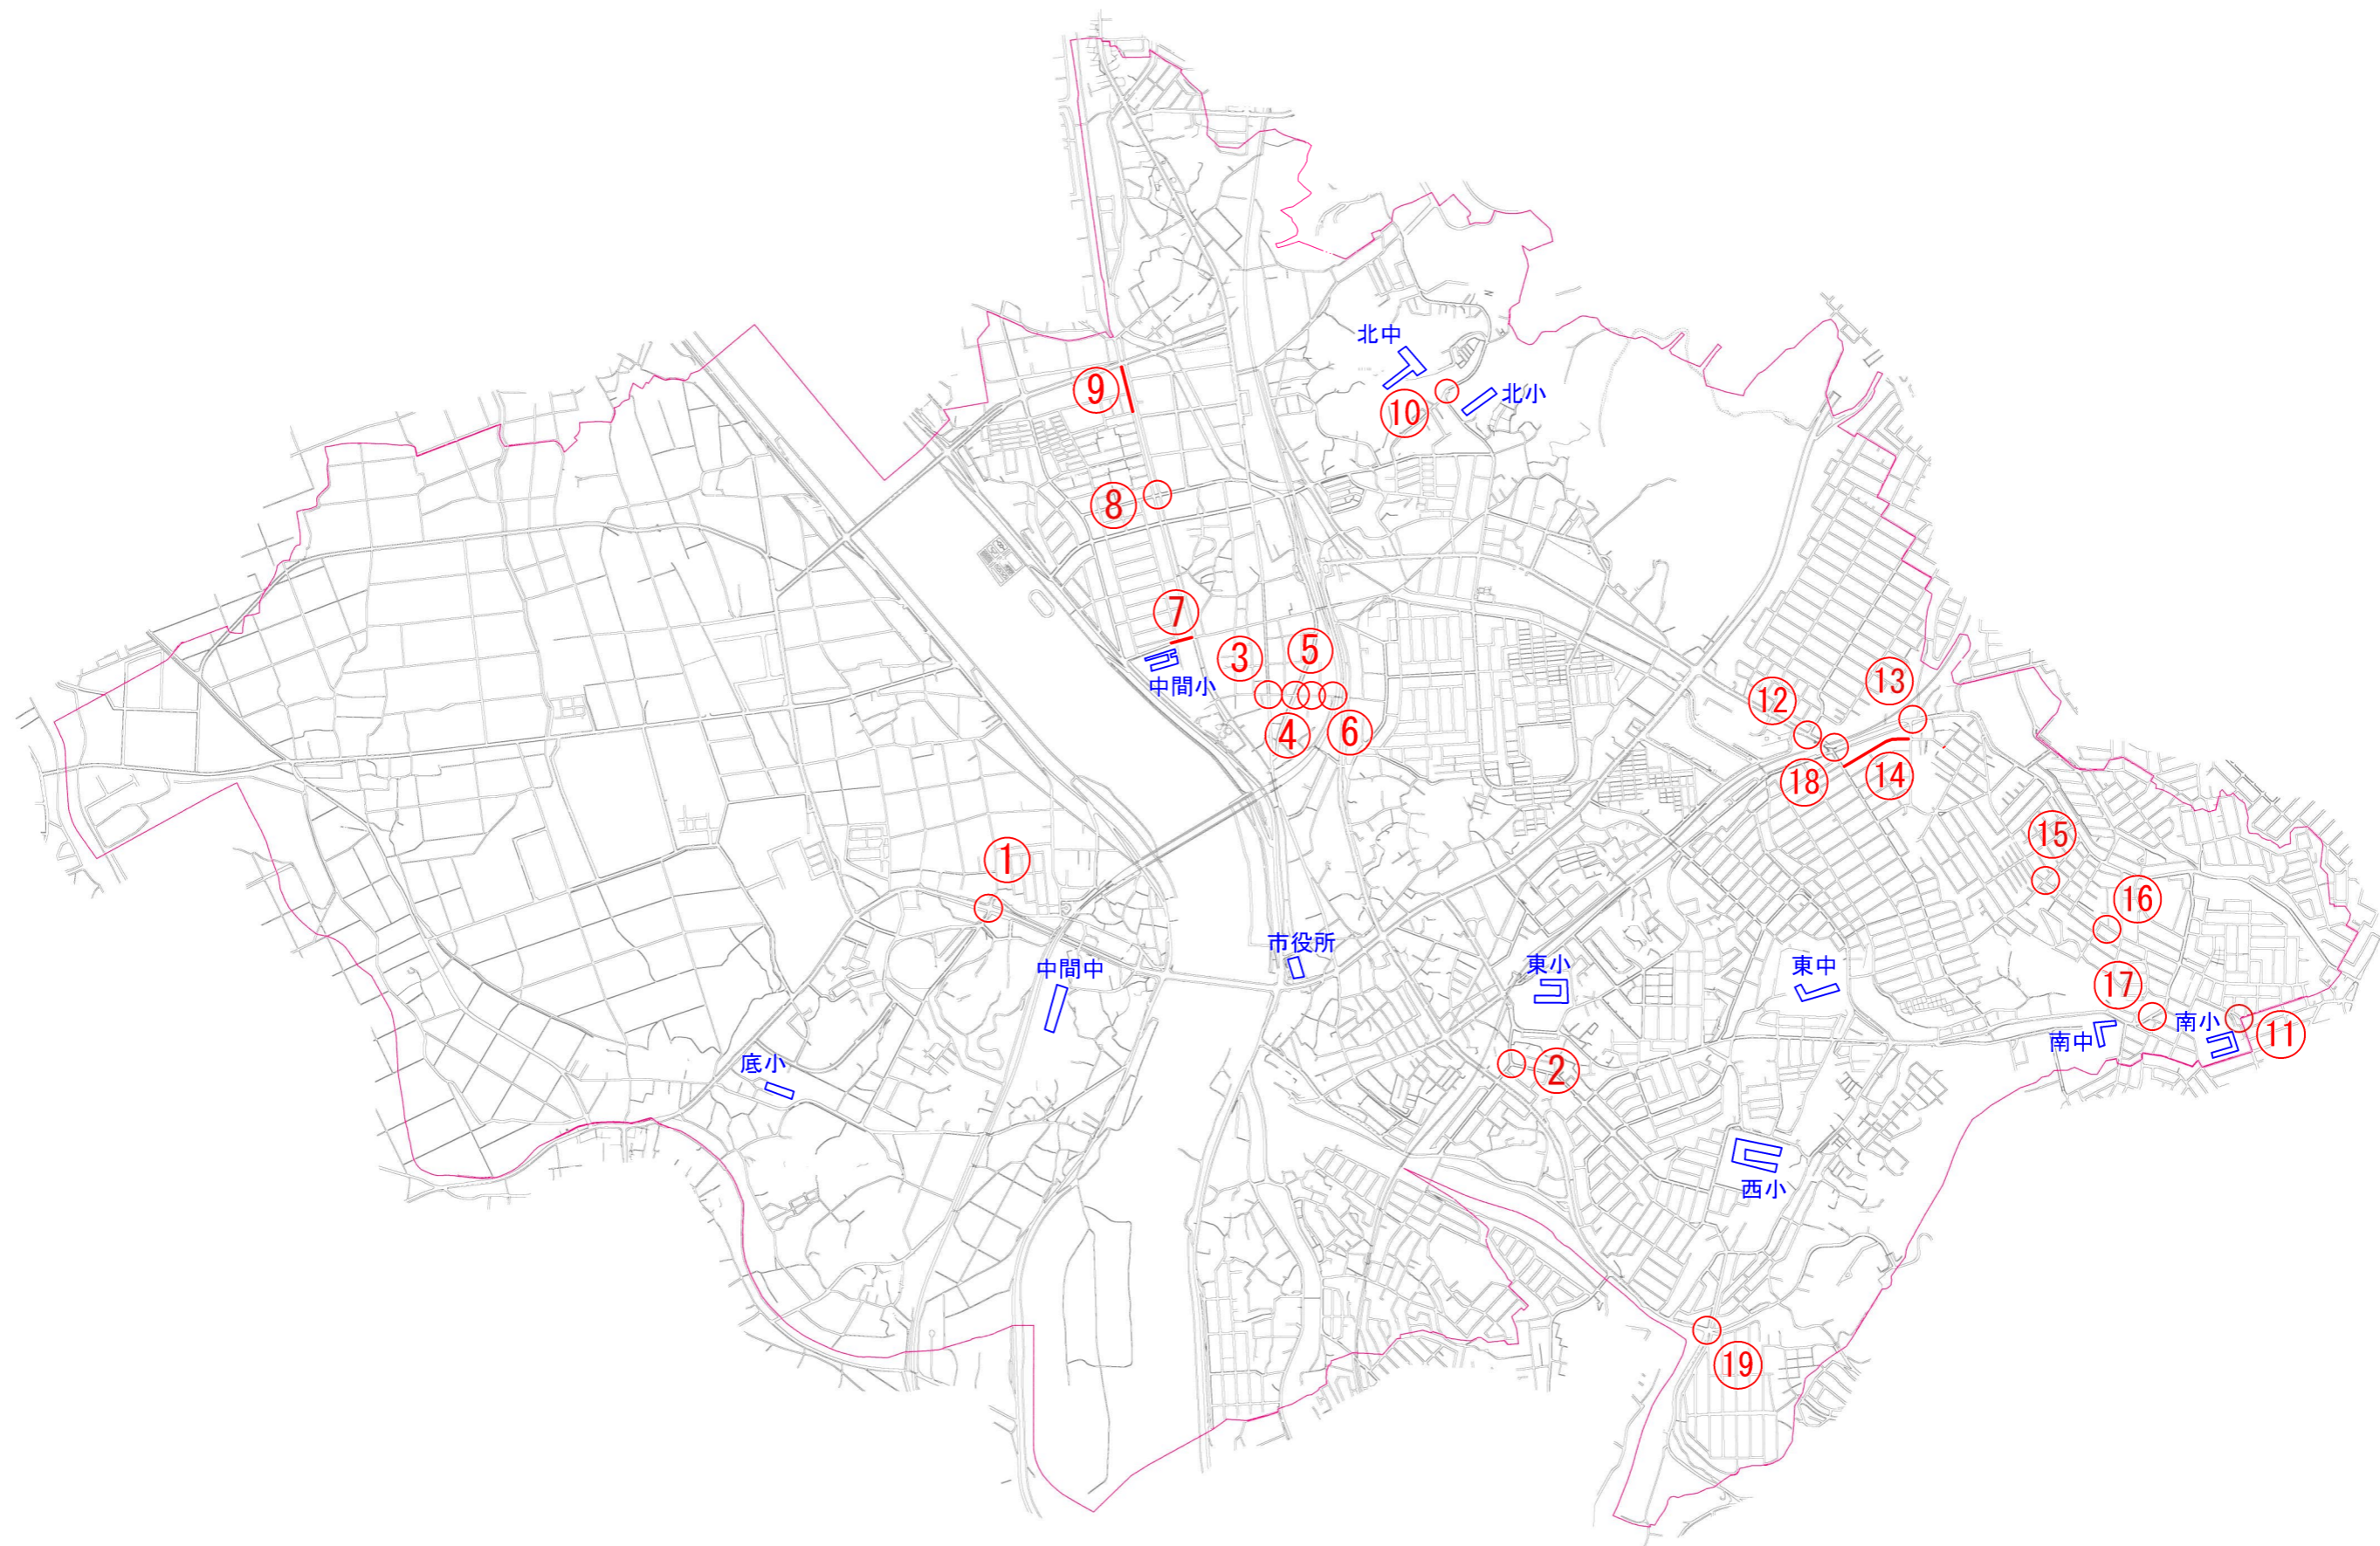 北中
⑨
北小
⑩
⑧
⑦
③
⑤
中間小
⑬
⑫
④
⑥
⑱
⑭
⑮
①
⑯
市役所
東小
東中
中間中
⑰
南小
⑪
南中
底小
②
西小
⑲